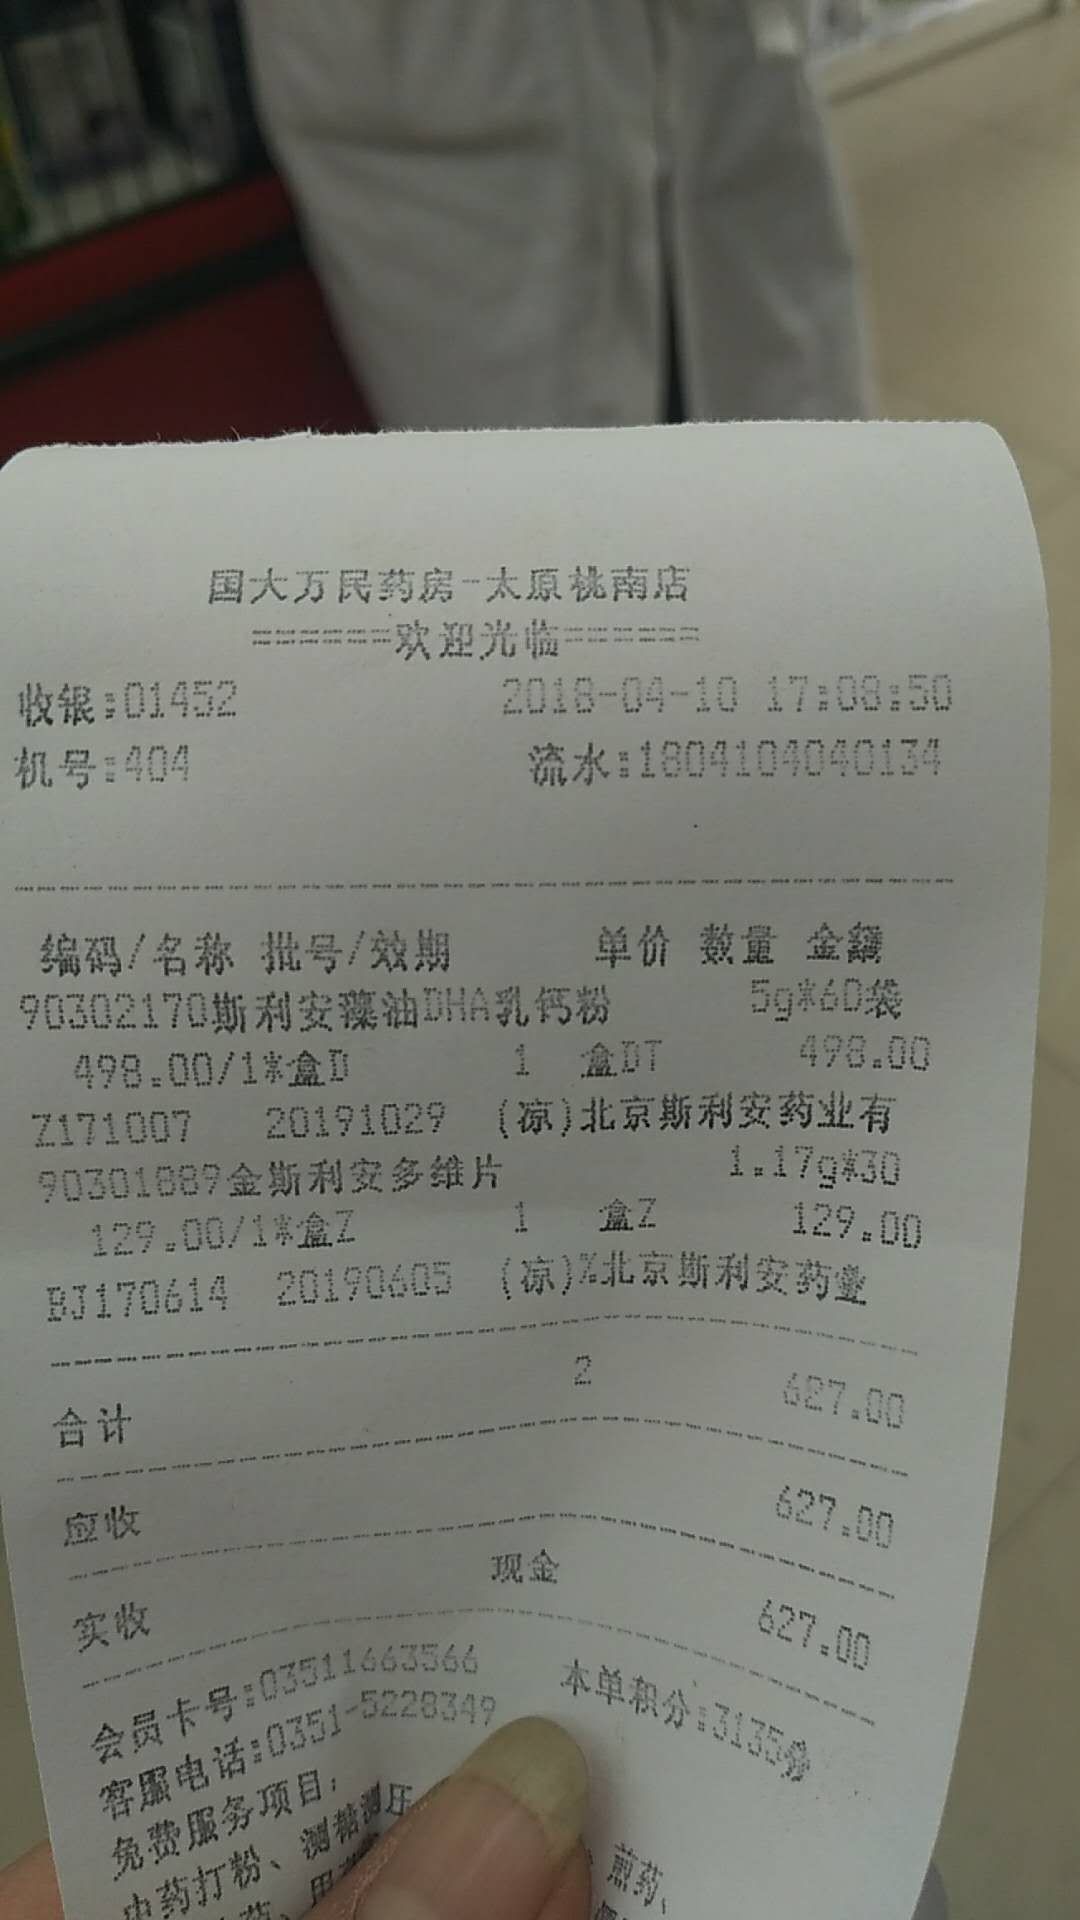 国大万民药房-太原桃南店
======欢迎光临======
收银:01452 2018-04-10 17:08:50
机号:404 流水:1804104040134
编码/名称 批号/效期 单价 数量 金额
90302170斯利安藻油DHA乳钙粉 5g*60袋
498.00/1*盒D 1 盒DT 498.00
Z171007 20191029 (凉)北京斯利安药业有
90301889金斯利安多维片 1.17g*30
129.00/1*盒Z 1 盒Z 129.00
BJ170614 20190605 (凉)%北京斯利安药业
合计 2 627.00
应收 627.00
现金
实收 627.00
会员卡号:03511663566 本单积分:3135分
客服电话:0351-5228349
免费服务项目:
中药打粉、测糖测压 煎药、